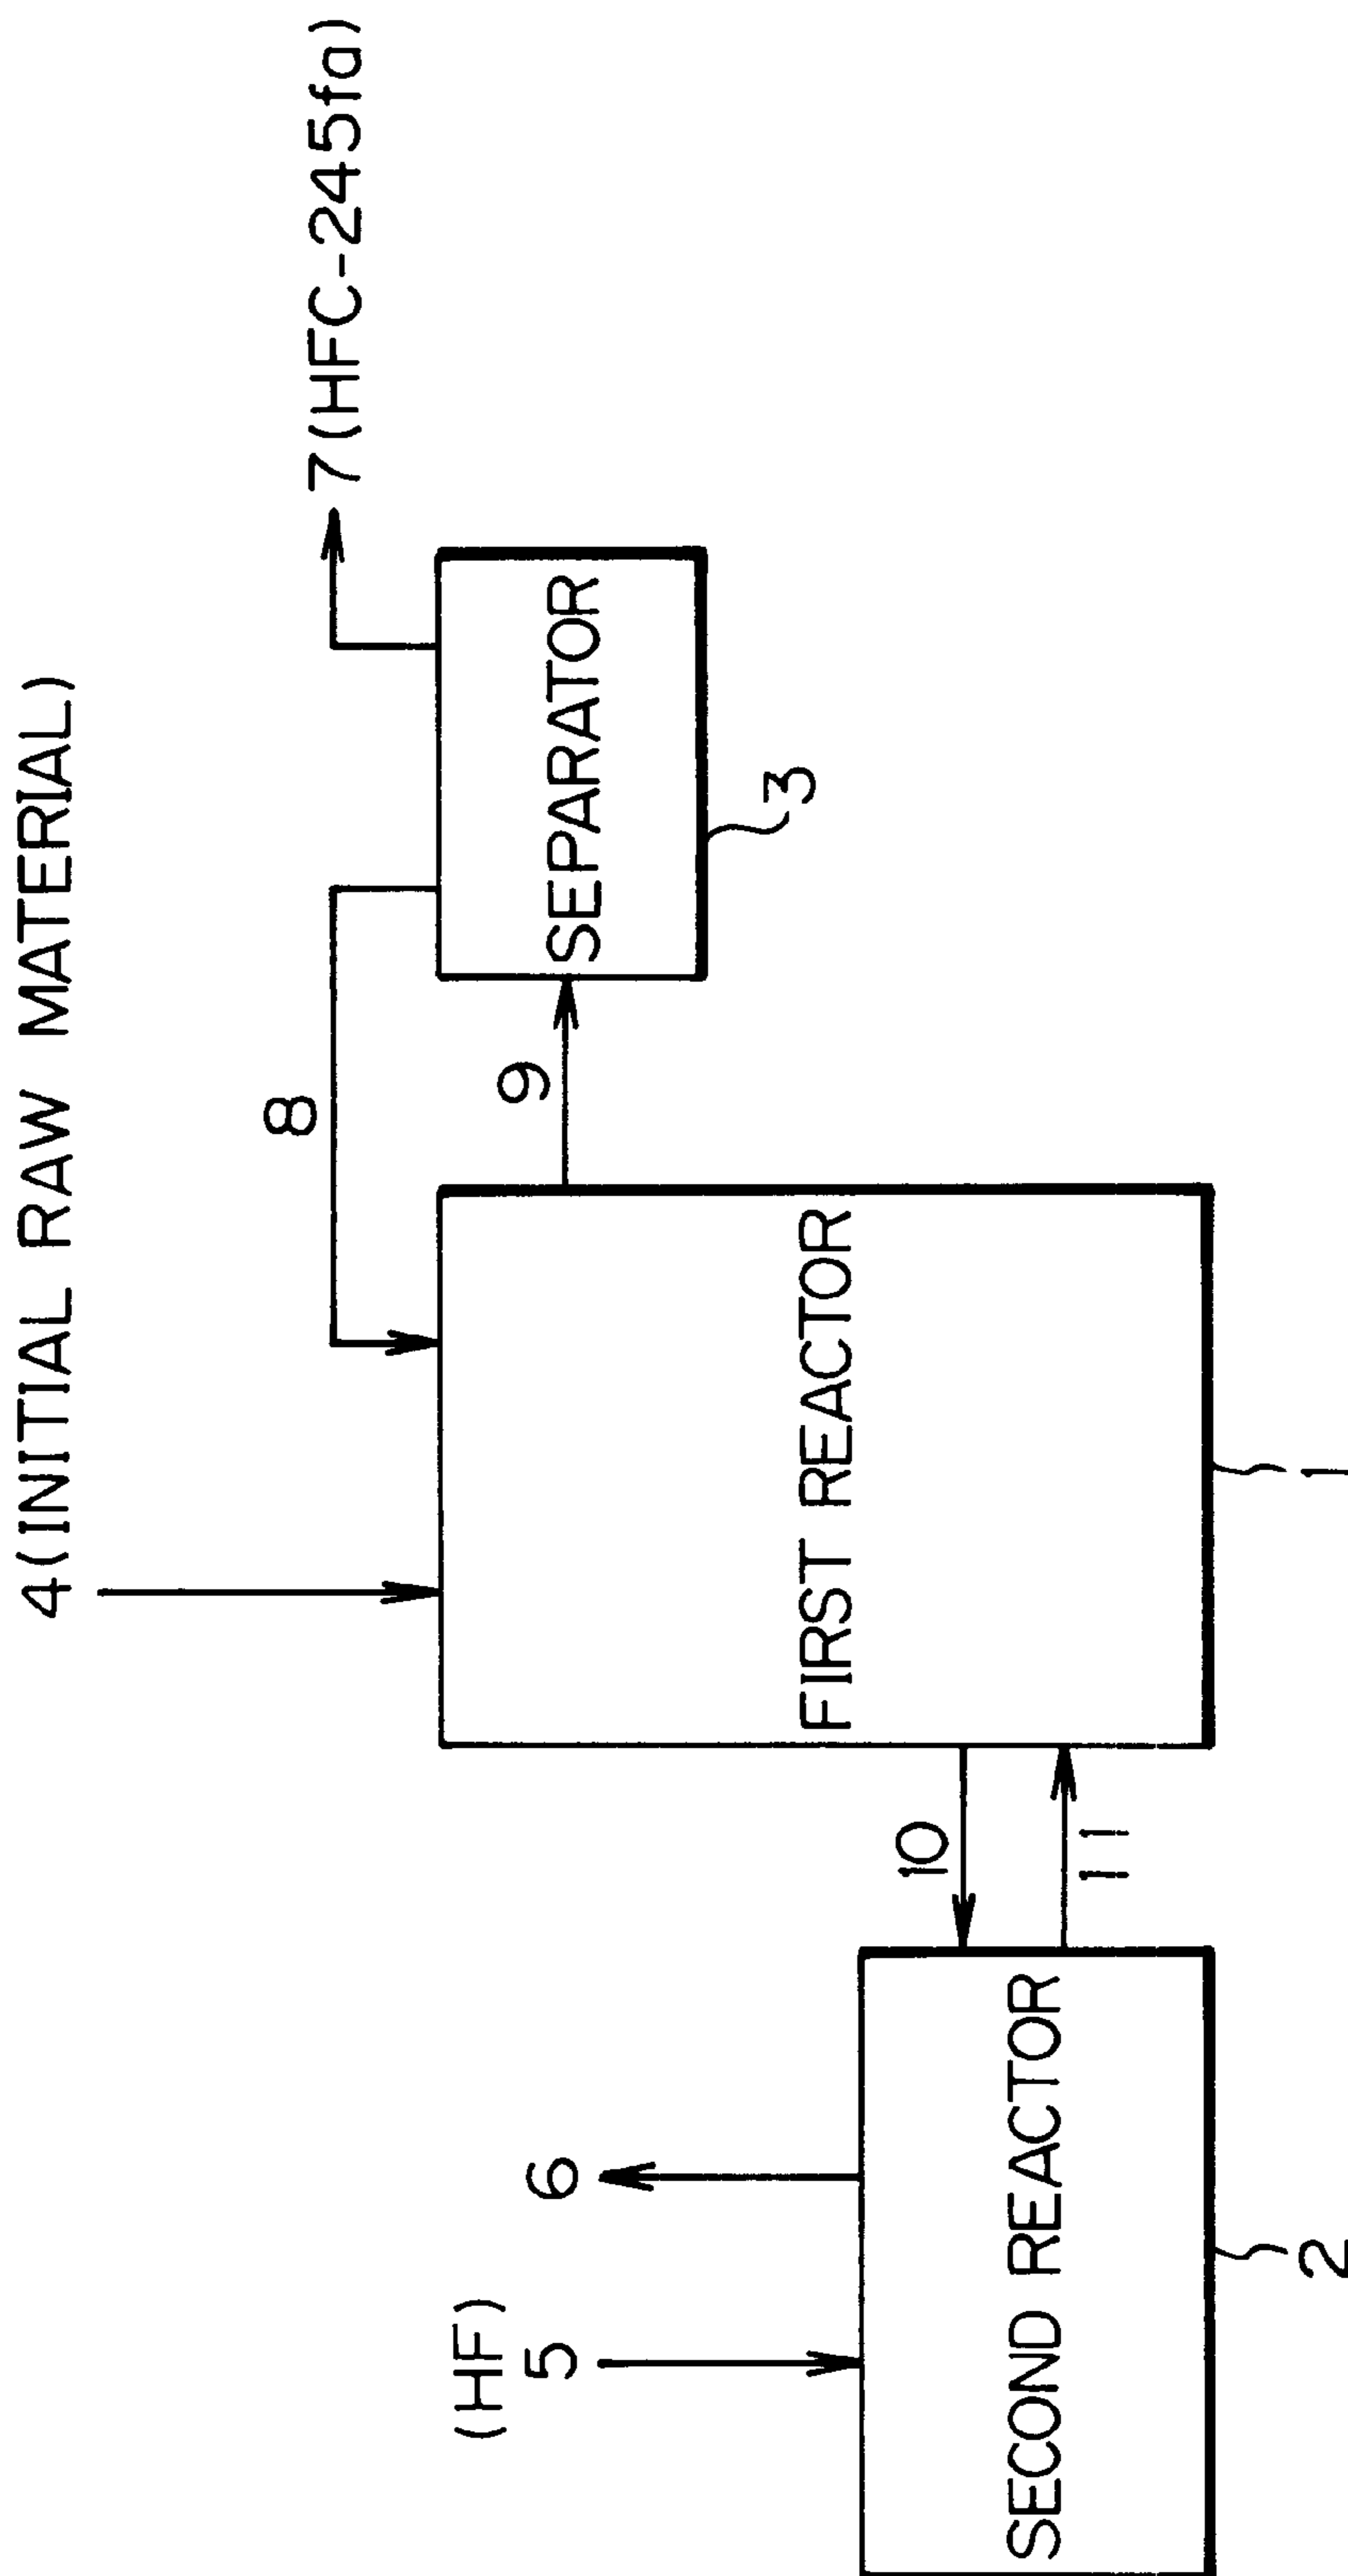 4(INITIAL RAW MATERIAL)
7(HFC-245fa)
8
9
SEPARATOR
3
FIRST REACTOR
1
10
11
(HF)
5
6
SECOND REACTOR
2